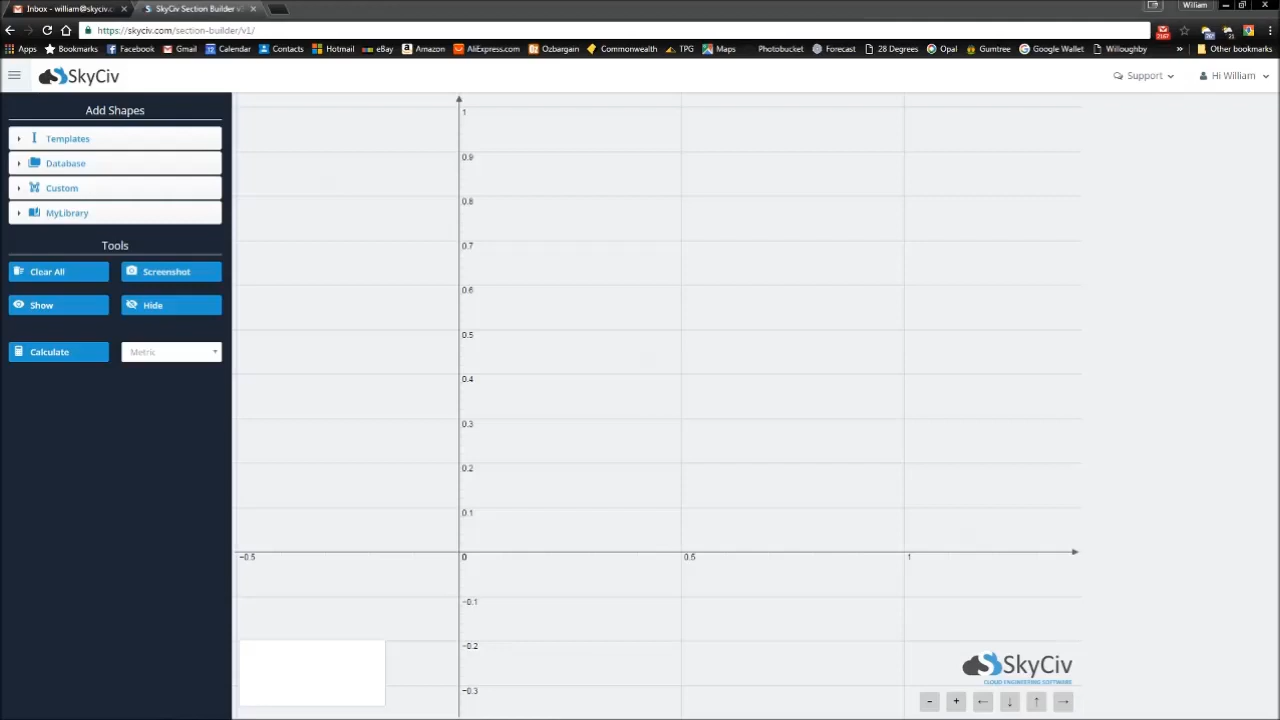 Inbox - william@skyciv.c
SkyCiv Section Builder v
William
https://skyciv.com/section-builder/v1/
Apps Bookmarks Facebook Gmail Calendar Contacts Hotmail eBay Amazon AliExpress.com Ozbargain Commonwealth TPG Maps Photobucket Forecast 28 Degrees Opal Gumtree Google Wallet Willoughby » Other bookmarks
SkyCiv
Support
Hi William
Add Shapes
Templates
Database
Custom
MyLibrary
Tools
Clear All
Screenshot
Show
Hide
Calculate
Metric
1
0.9
0.8
0.7
0.6
0.5
0.4
0.3
0.2
0.1
−0.5 0 0.5 1
−0.1
−0.2
−0.3
SkyCiv
CLOUD ENGINEERING SOFTWARE
- + ← ↓ ↑ →